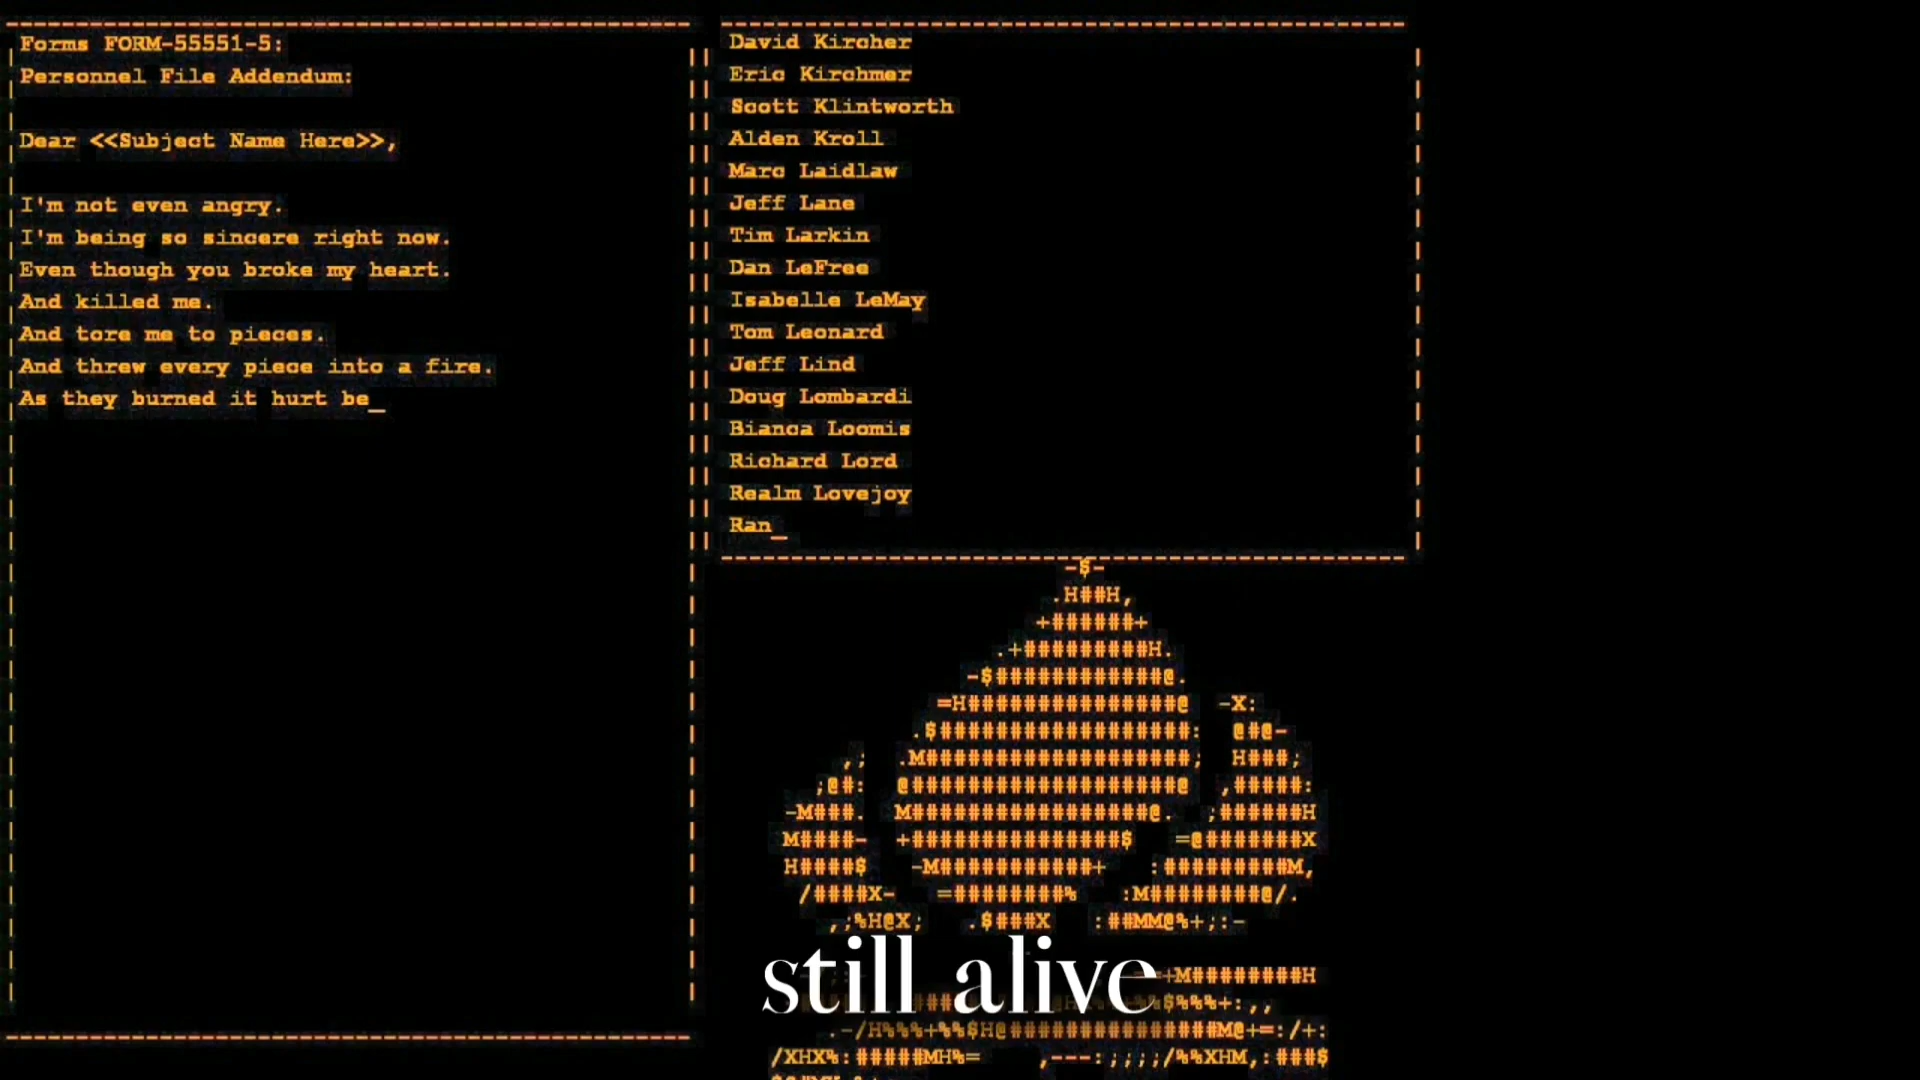 Forms FORM-55551-5:
Personnel File Addendum:
Dear <<Subject Name Here>>,
I'm not even angry.
I'm being so sincere right now.
Even though you broke my heart.
And killed me.
And tore me to pieces.
And threw every piece into a fire.
As they burned it hurt be_
David Kircher
Eric Kirchmer
Scott Klintworth
Alden Kroll
Marc Laidlaw
Jeff Lane
Tim Larkin
Dan LeFree
Isabelle LeMay
Tom Leonard
Jeff Lind
Doug Lombardi
Bianca Loomis
Richard Lord
Realm Lovejoy
Ran_
still alive